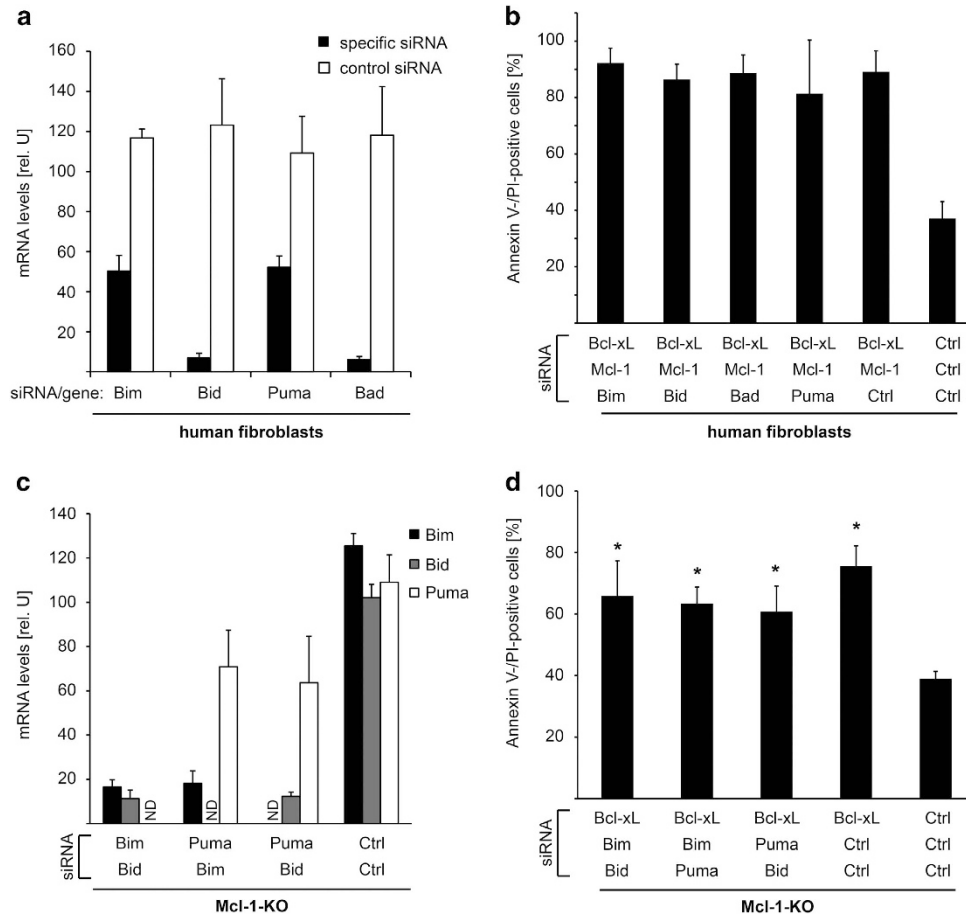 a
specific siRNA
control siRNA
mRNA levels [rel. U]
160
140
120
100
80
60
40
20
siRNA/gene: Bim Bid Puma Bad
human fibroblasts
b
Annexin V-/PI-positive cells [%]
100
80
60
40
20
siRNA
Bcl-xL Bcl-xL Bcl-xL Bcl-xL Bcl-xL Ctrl
Mcl-1 Mcl-1 Mcl-1 Mcl-1 Mcl-1 Ctrl
Bim Bid Bad Puma Ctrl Ctrl
human fibroblasts
c
Bim
Bid
Puma
mRNA levels [rel. U]
140
120
100
80
60
40
20
ND
ND
ND
siRNA
Bim Puma Puma Ctrl
Bid Bim Bid Ctrl
Mcl-1-KO
d
Annexin V-/PI-positive cells [%]
100
80
60
40
20
* * * *
siRNA
Bcl-xL Bcl-xL Bcl-xL Bcl-xL Ctrl
Bim Bim Puma Ctrl Ctrl
Bid Puma Bid Ctrl Ctrl
Mcl-1-KO